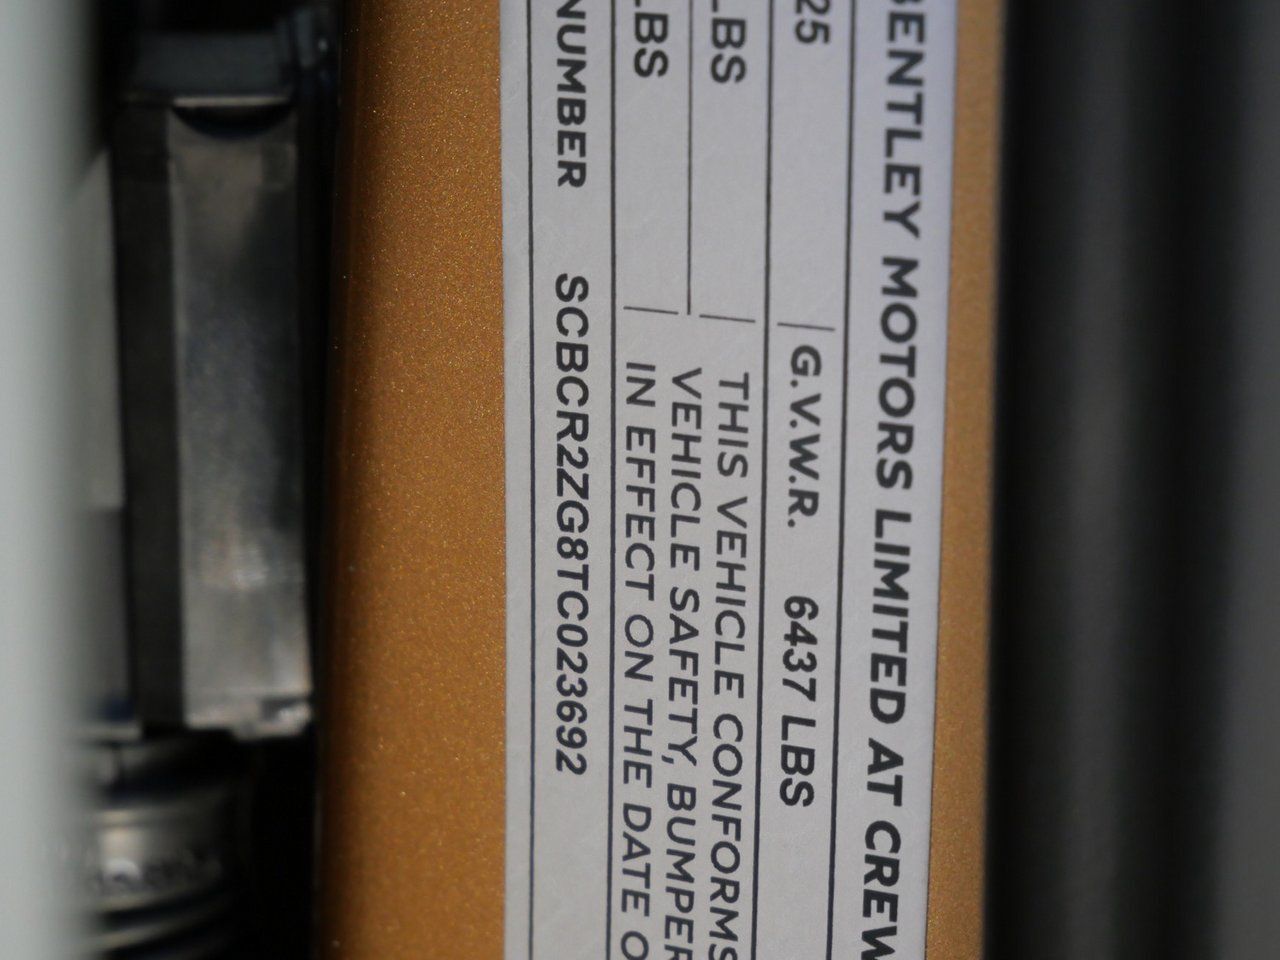 BENTLEY MOTORS LIMITED AT CREW
25 G.V.W.R. 6437 LBS
LBS THIS VEHICLE CONFORMS
VEHICLE SAFETY, BUMPER
LBS IN EFFECT ON THE DATE O
NUMBER SCBCR2ZG8TC023692